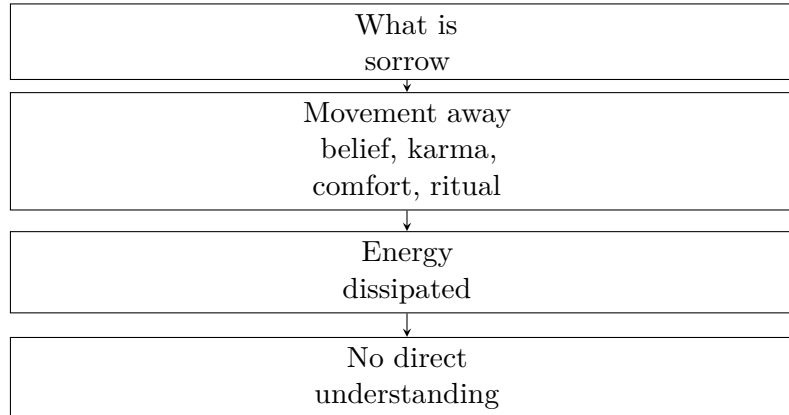 What is
sorrow
Movement away
belief, karma,
comfort, ritual
Energy
dissipated
No direct
understanding